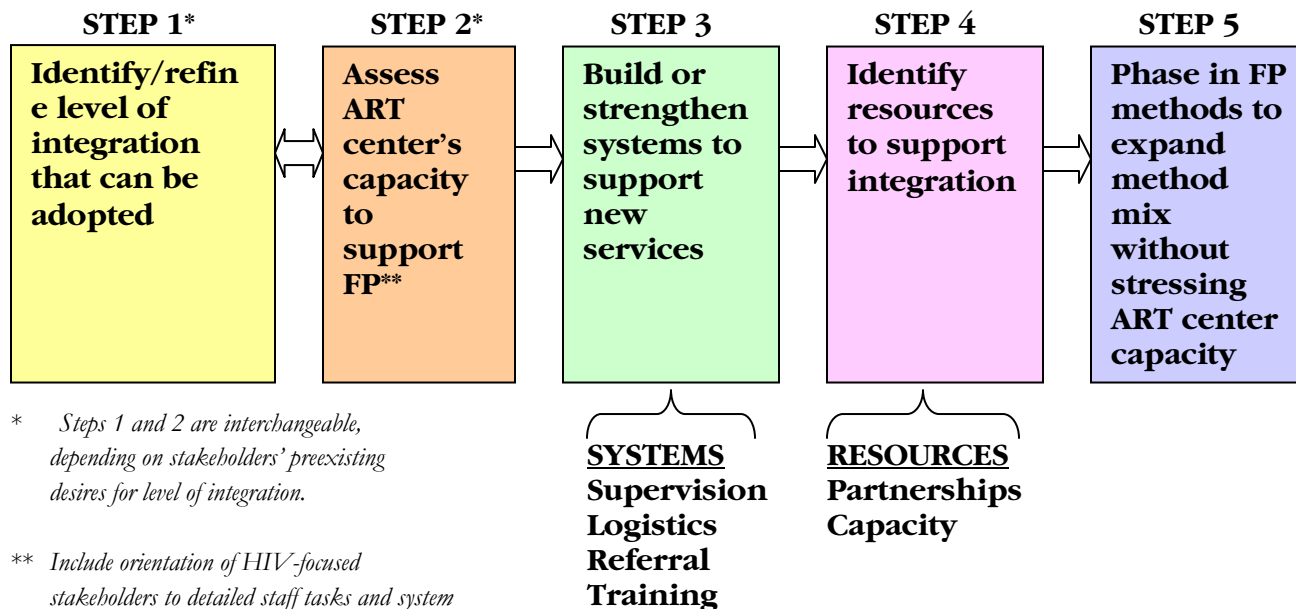 STEP 1*
Identify/refin
e level of
integration
that can be
adopted
STEP 2*
Assess
ART
center’s
capacity
to
support
FP**
STEP 3
Build or
strengthen
systems to
support
new
services
STEP 4
Identify
resources
to support
integration
STEP 5
Phase in FP
methods to
expand
method
mix
without
stressing
ART center
capacity
* Steps 1 and 2 are interchangeable,
depending on stakeholders’ preexisting
desires for level of integration.
** Include orientation of HIV-focused
stakeholders to detailed staff tasks and system
SYSTEMS
Supervision
Logistics
Referral
Training
RESOURCES
Partnerships
Capacity